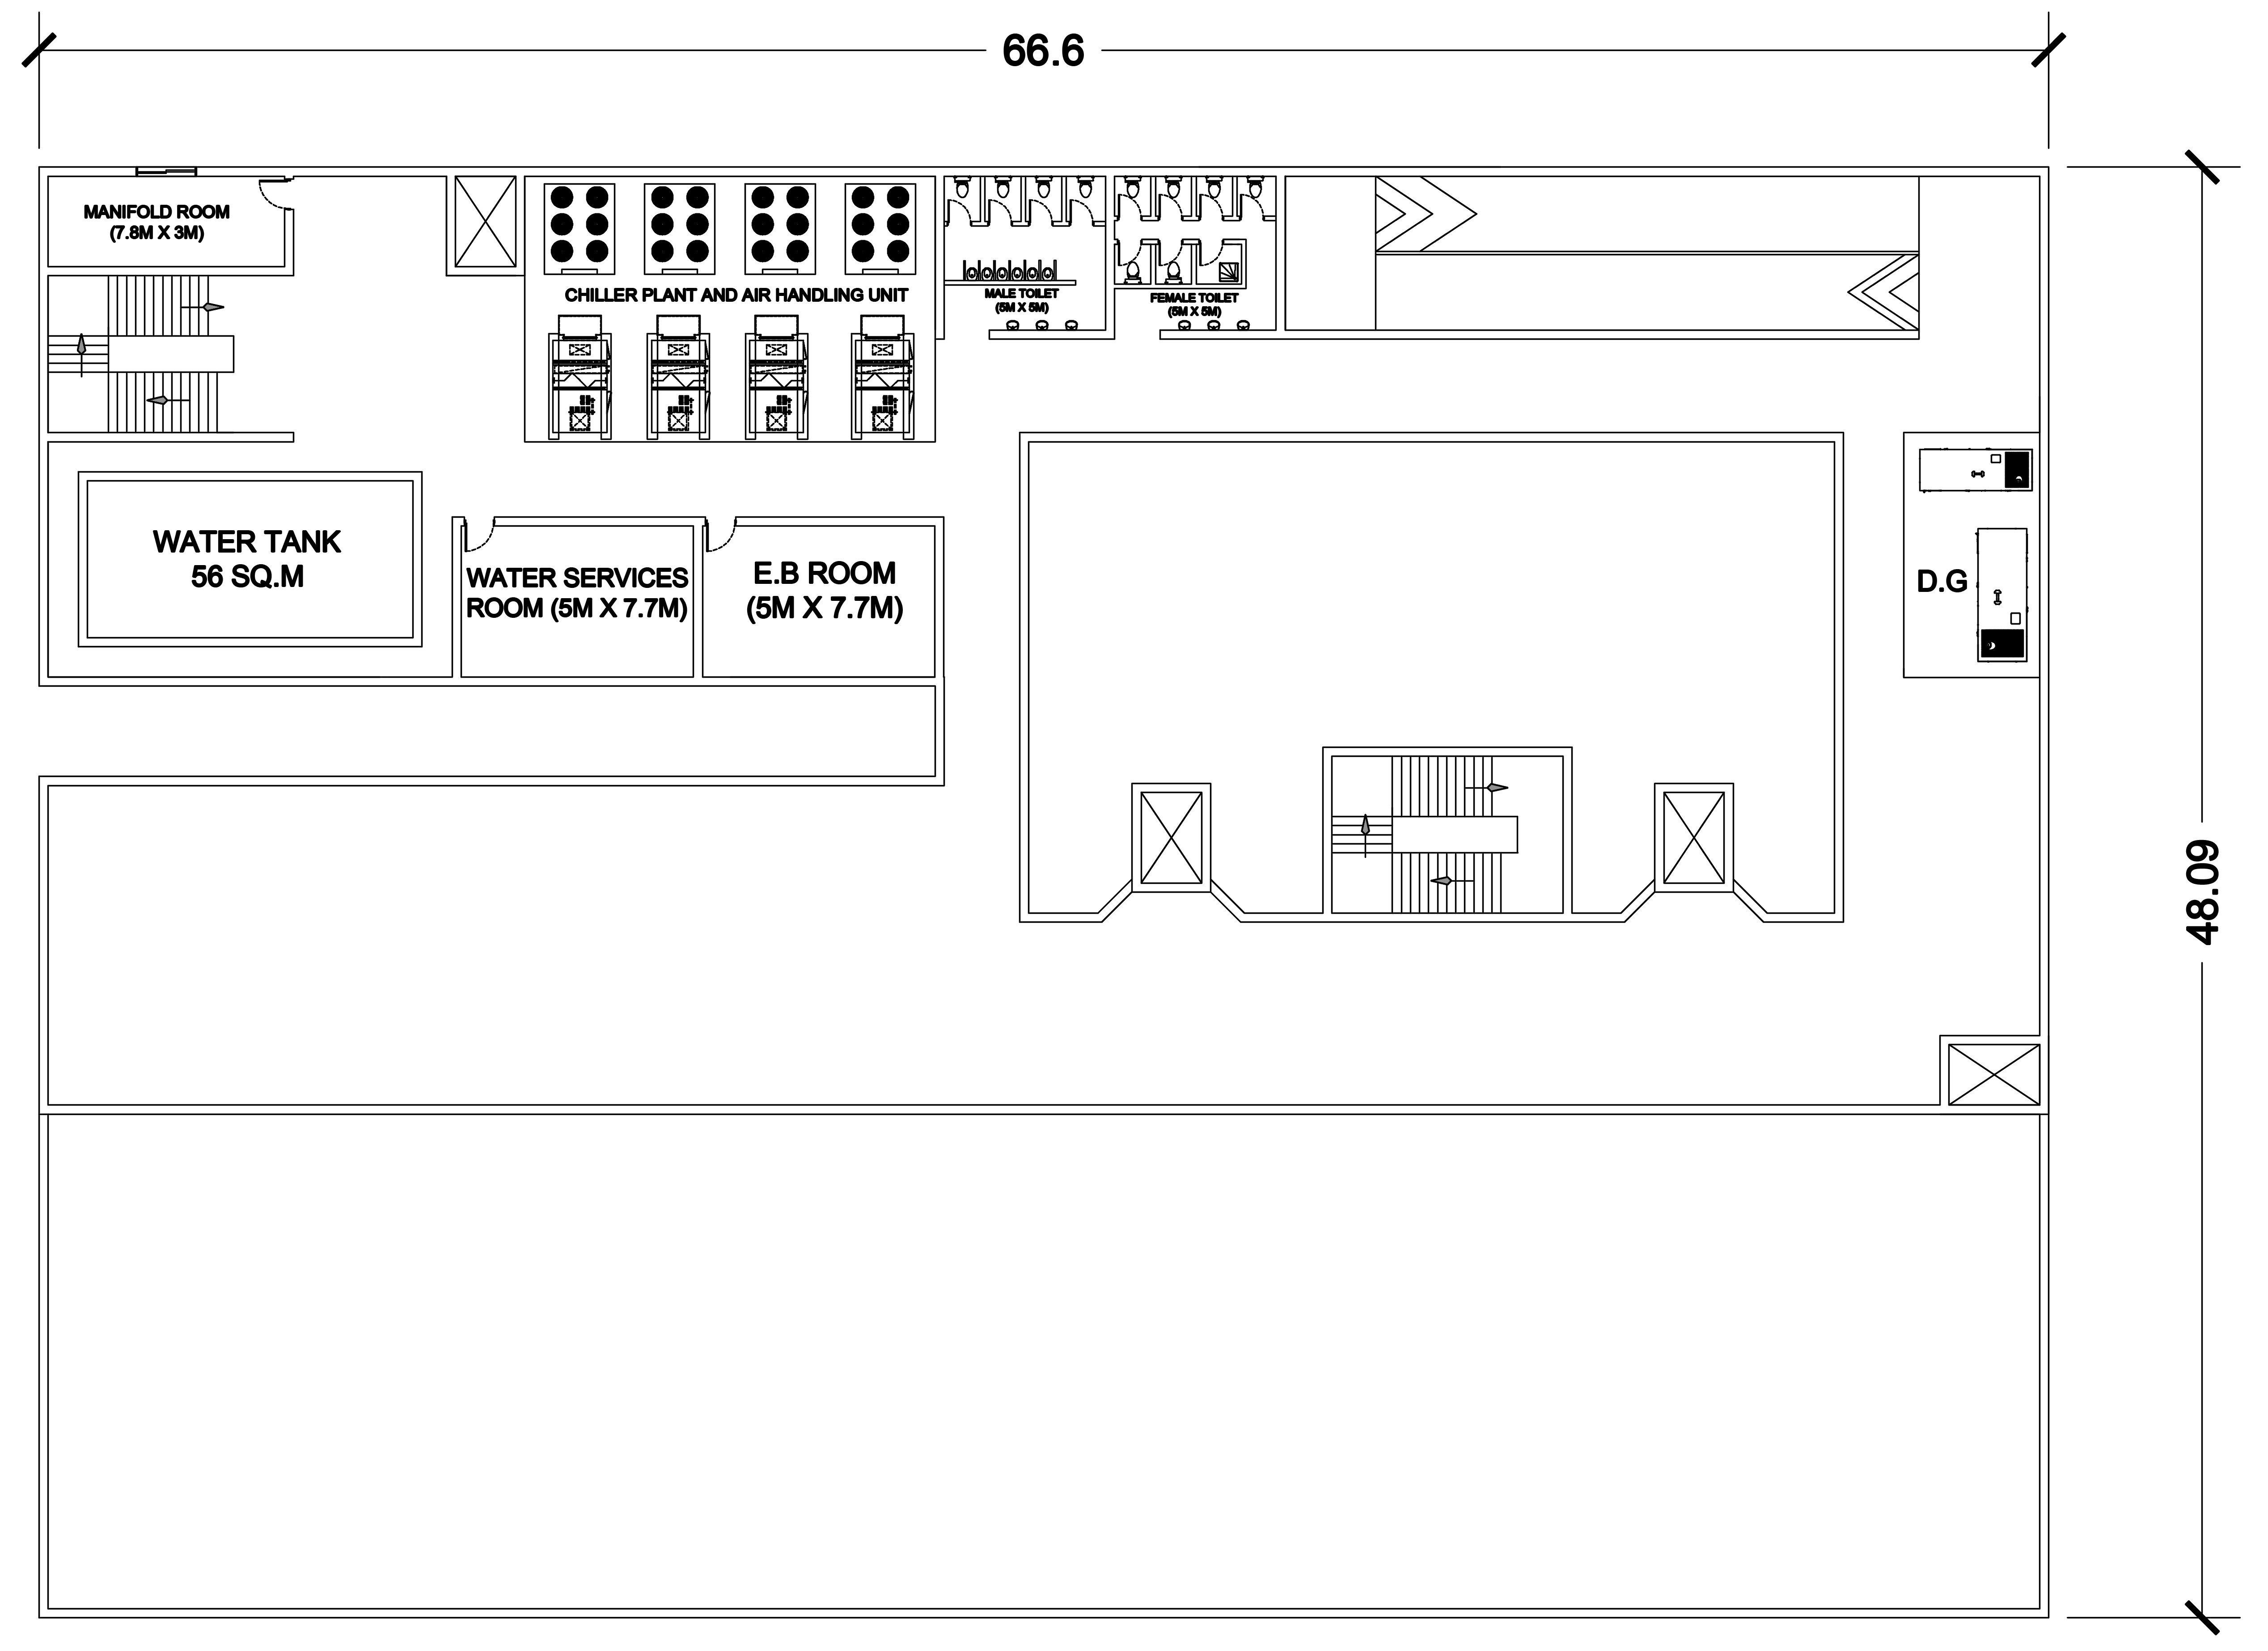 66.6
MANIFOLD ROOM
(7.8M X 3M)
CHILLER PLANT AND AIR HANDLING UNIT
MALE TOILET
(5M X 5M)
FEMALE TOILET
(5M X 5M)
WATER TANK
56 SQ.M
WATER SERVICES
ROOM (5M X 7.7M)
E.B ROOM
(5M X 7.7M)
D.G
48.09